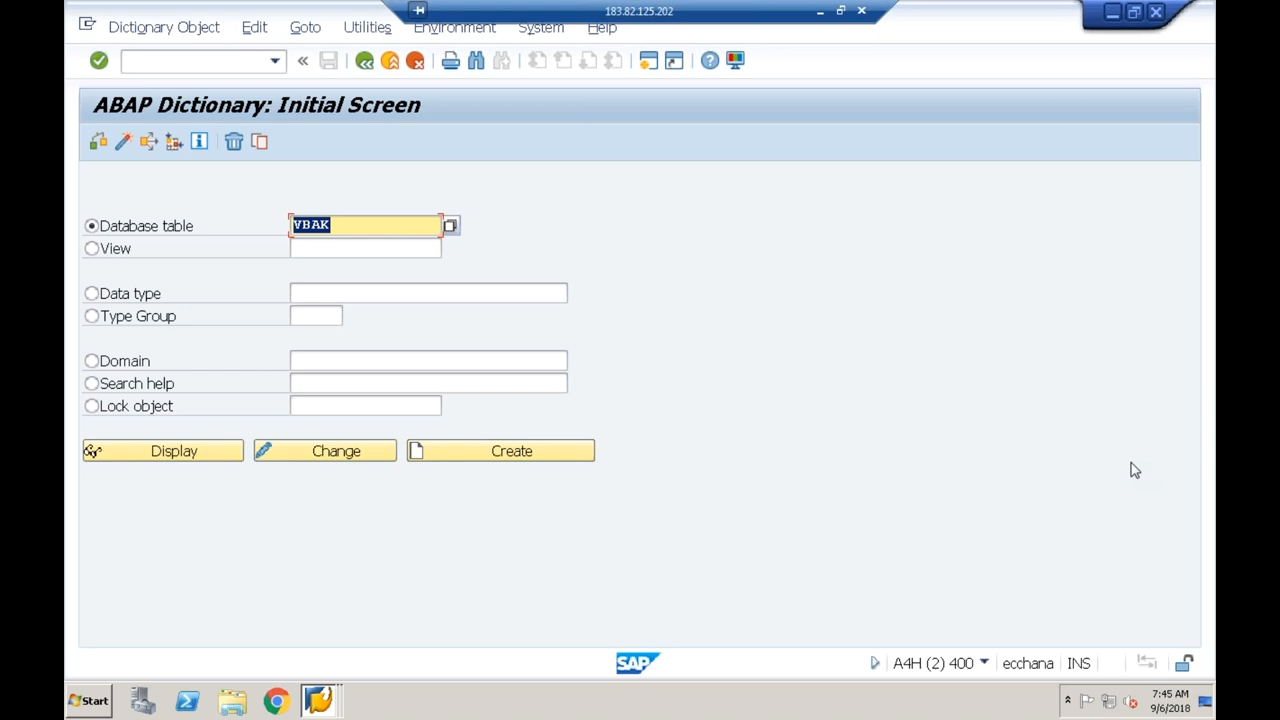 183.82.125.202
Dictionary Object Edit Goto Utilities Environment System Help
ABAP Dictionary: Initial Screen
Database table VBAK
View
Data type
Type Group
Domain
Search help
Lock object
Display Change Create
SAP A4H (2) 400 ecchana INS
Start 7:45 AM
9/6/2018